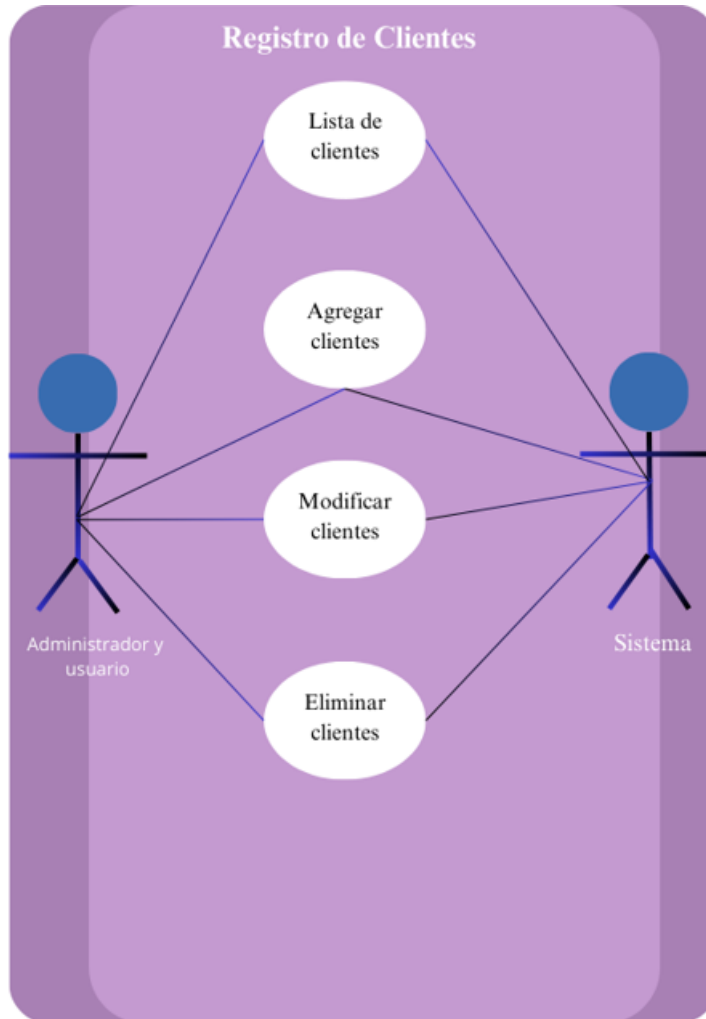 Registro de Clientes
Lista de
clientes
Agregar
clientes
Modificar
clientes
Administrador y
usuario
Sistema
Eliminar
clientes